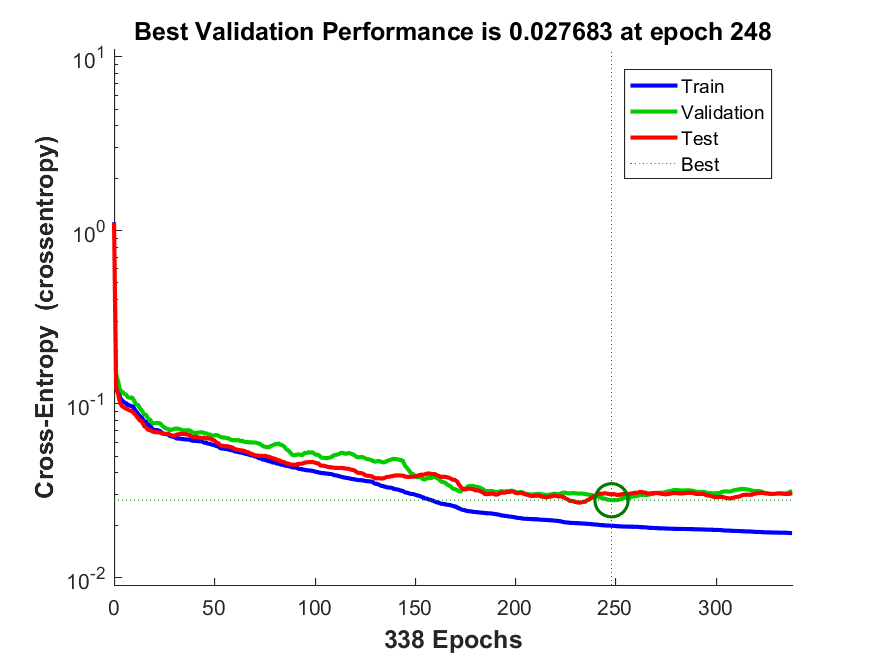 Best Validation Performance is 0.027683 at epoch 248
Cross-Entropy (crossentropy)
10^1
10^0
10^-1
10^-2
Train
Validation
Test
Best
0 50 100 150 200 250 300
338 Epochs